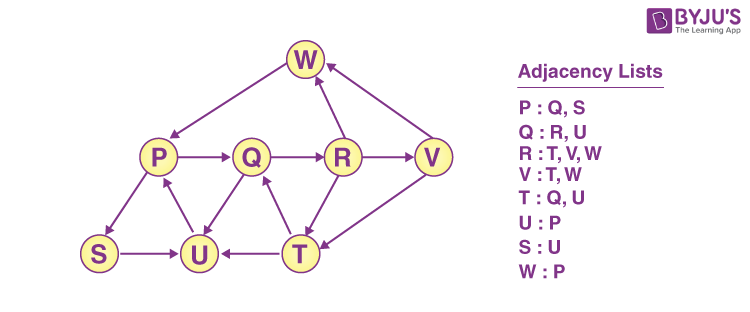 BYJU'S
The Learning App
W
Adjacency Lists
P : Q, S
Q : R, U
R : T, V, W
V : T, W
T : Q, U
U : P
S : U
W : P
P Q R V
S U T